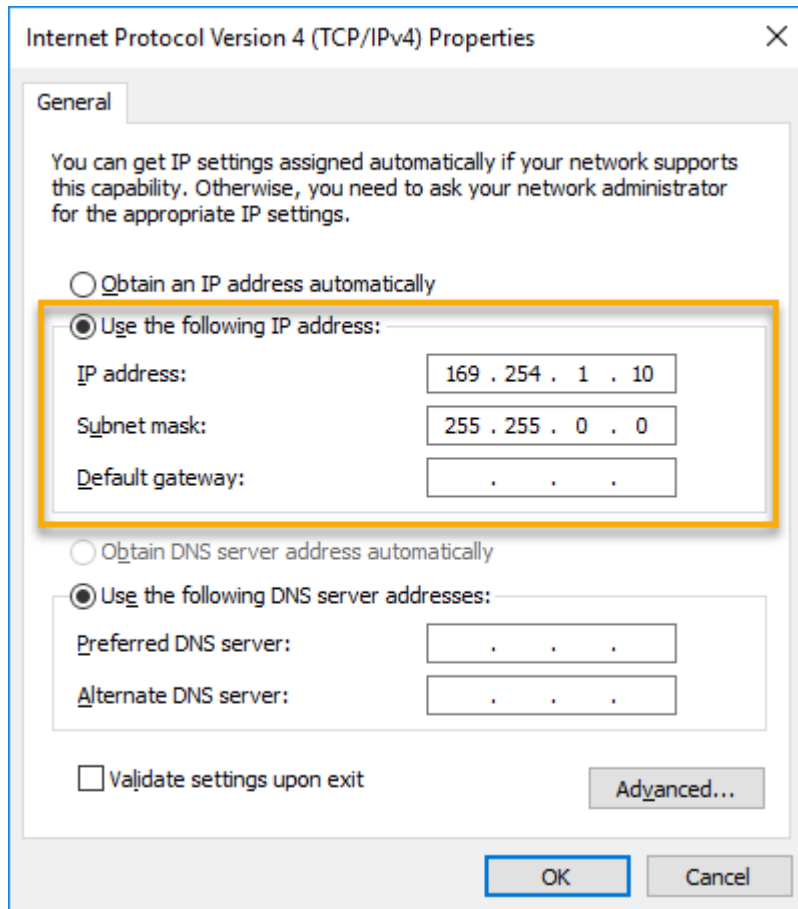 Internet Protocol Version 4 (TCP/IPv4) Properties
General
You can get IP settings assigned automatically if your network supports
this capability. Otherwise, you need to ask your network administrator
for the appropriate IP settings.
Obtain an IP address automatically
Use the following IP address:
IP address: 169 . 254 . 1 . 10
Subnet mask: 255 . 255 . 0 . 0
Default gateway: . . .
Obtain DNS server address automatically
Use the following DNS server addresses:
Preferred DNS server: . . .
Alternate DNS server: . . .
Validate settings upon exit
Advanced...
OK Cancel